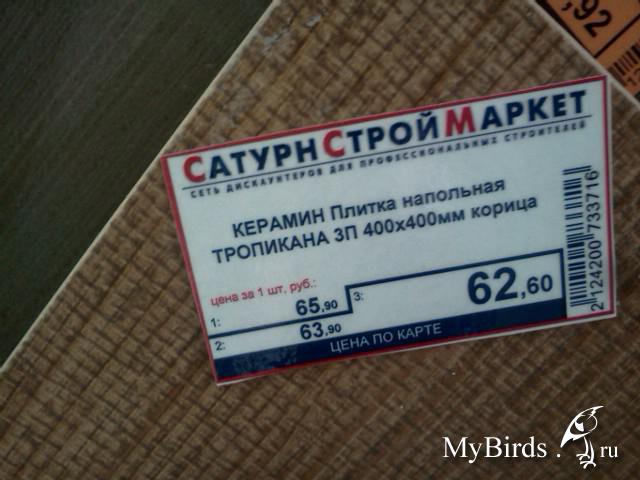 ,92
САТУРНСТРОЙМАРКЕТ
СЕТЬ ДИСКАУНТЕРОВ ДЛЯ ПРОФЕССИОНАЛЬНЫХ СТРОИТЕЛЕЙ
КЕРАМИН Плитка напольная
ТРОПИКАНА 3П 400х400мм корица
цена за 1 шт, руб.:
1: 65,90
2: 63,90
3: 62,60
ЦЕНА ПО КАРТЕ
2124200733716
MyBirds.ru